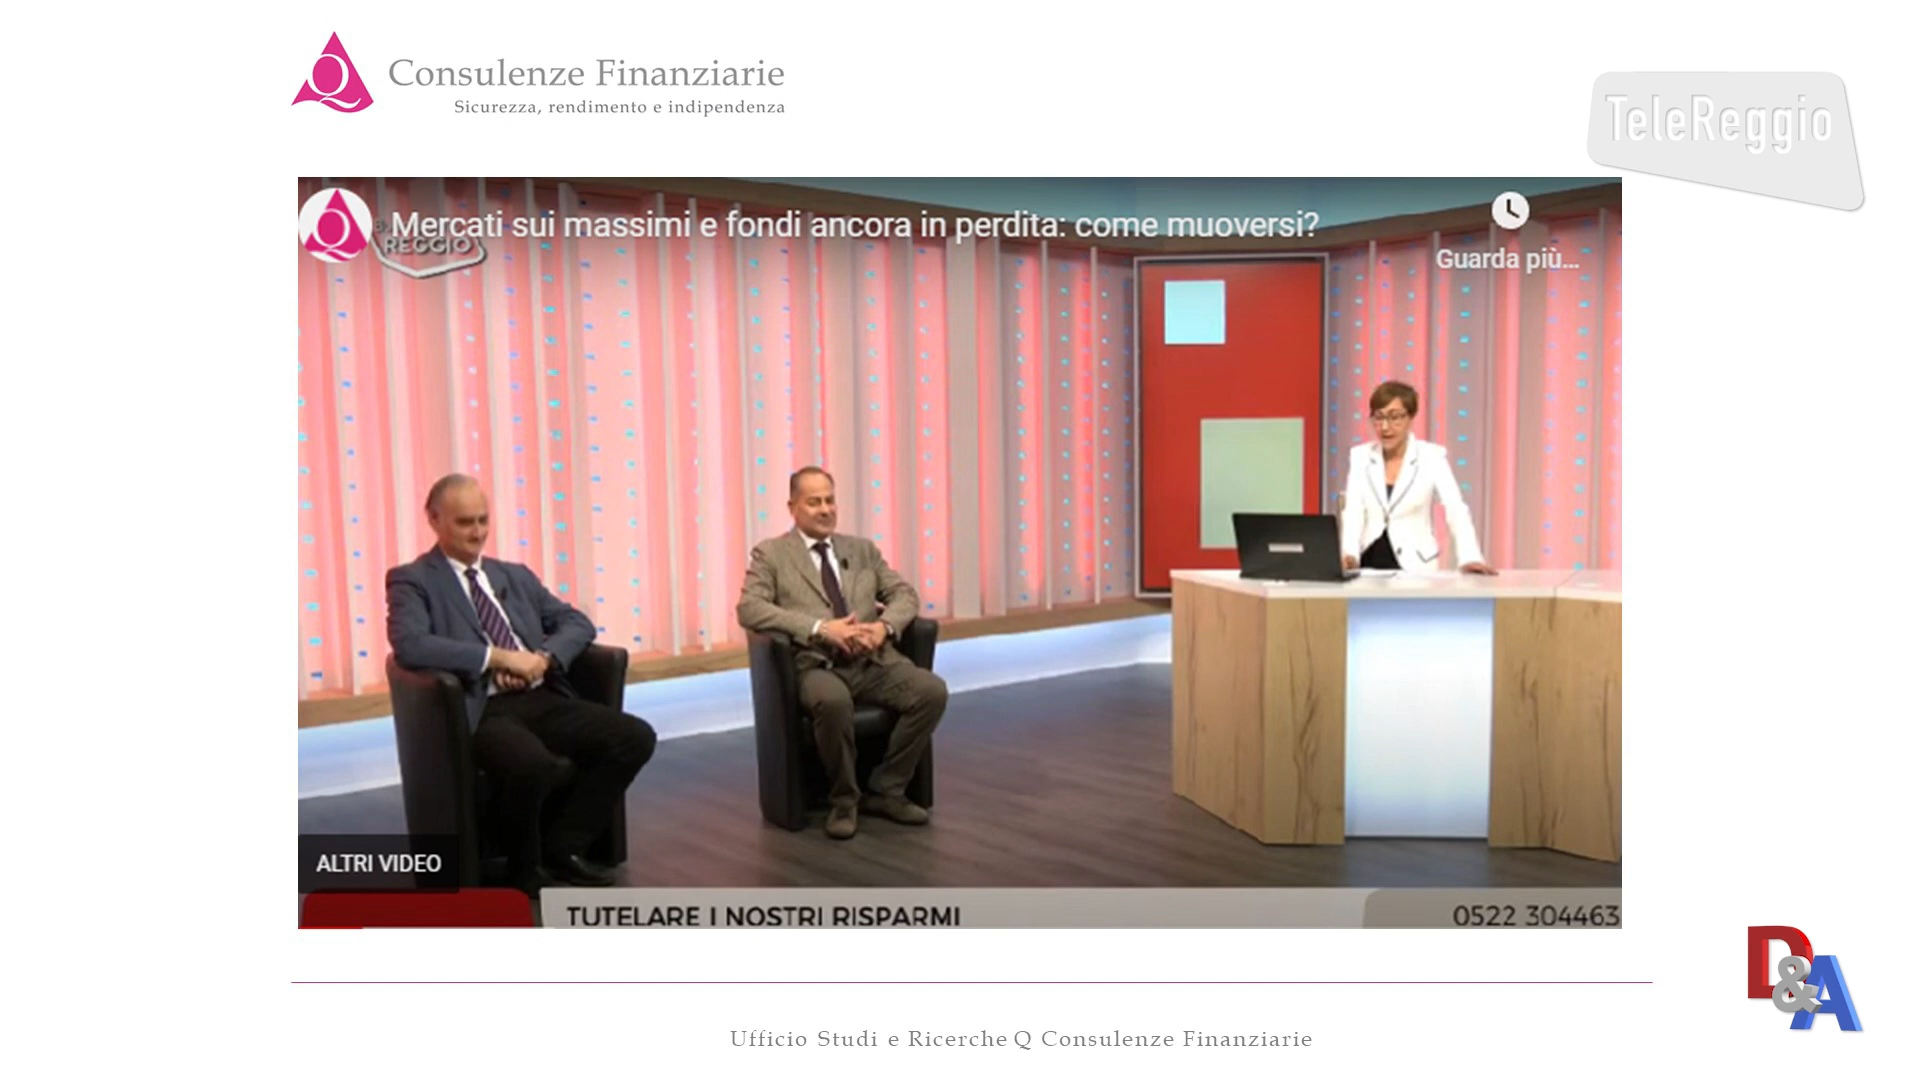 Q
Consulenze Finanziarie
Sicurezza, rendimento e indipendenza
TeleReggio
Q
Mercati sui massimi e fondi ancora in perdita: come muoversi?
REGGIO
Guarda più...
ALTRI VIDEO
TUTELARE I NOSTRI RISPARMI
0522 304463
D&A
Ufficio Studi e Ricerche Q Consulenze Finanziarie